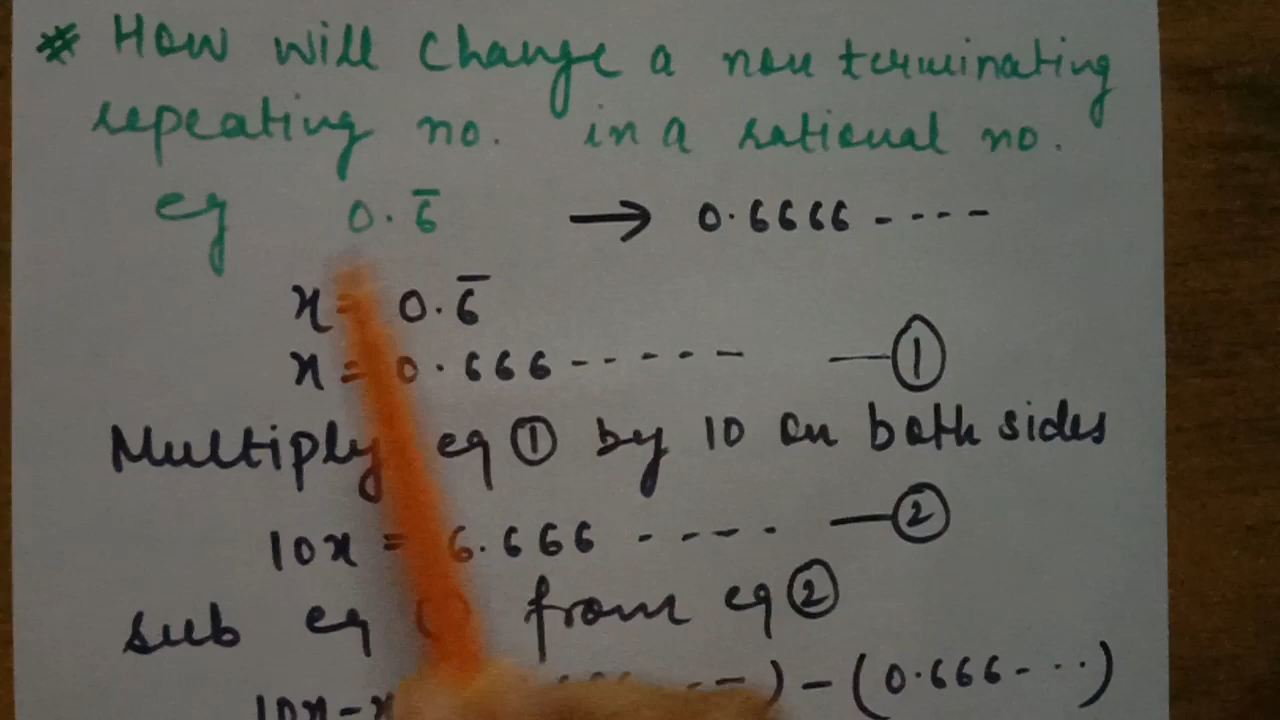 * How will change a non terminating
repeating no. in a rational no.
eg 0.6̅ → 0.6666 ----
x = 0.6̅
x = 0.666 ------ —①
Multiply eq ① by 10 on both sides
10x = 6.666 ---- —②
Sub eq from eq ②
10x-x ) - (0.666-...)